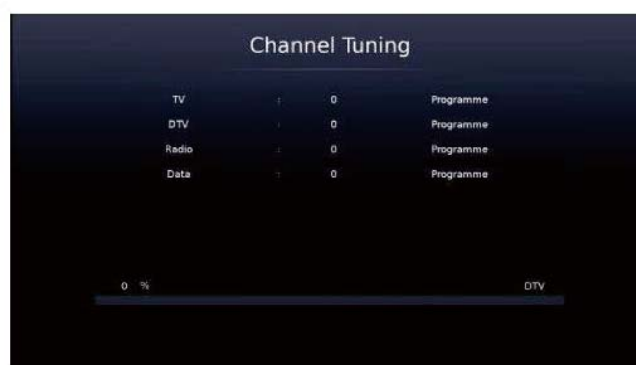 Channel Tuning
TV : 0 Programme
DTV : 0 Programme
Radio : 0 Programme
Data : 0 Programme
0 % DTV